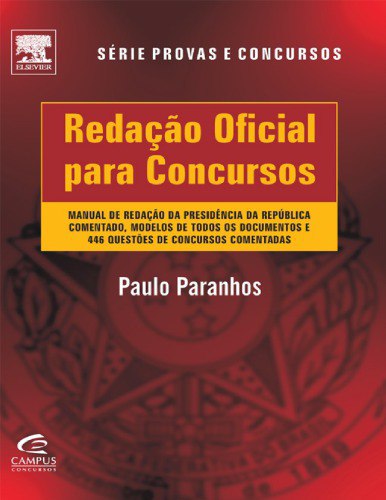 ELSEVIER
SÉRIE PROVAS E CONCURSOS
Redação Oficial
para Concursos
MANUAL DE REDAÇÃO DA PRESIDÊNCIA DA REPÚBLICA
COMENTADO, MODELOS DE TODOS OS DOCUMENTOS E
446 QUESTÕES DE CONCURSOS COMENTADAS
Paulo Paranhos
CAMPUS
CONCURSOS